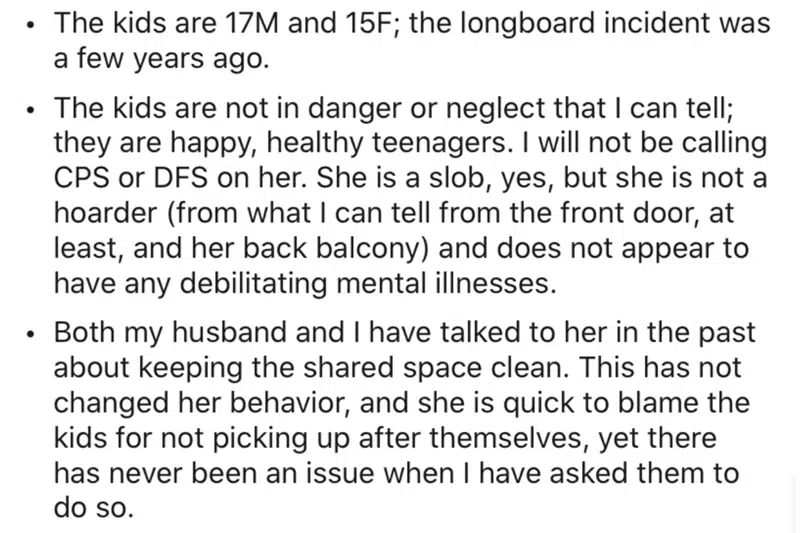 • The kids are 17M and 15F; the longboard incident was
a few years ago.
• The kids are not in danger or neglect that I can tell;
they are happy, healthy teenagers. I will not be calling
CPS or DFS on her. She is a slob, yes, but she is not a
hoarder (from what I can tell from the front door, at
least, and her back balcony) and does not appear to
have any debilitating mental illnesses.
• Both my husband and I have talked to her in the past
about keeping the shared space clean. This has not
changed her behavior, and she is quick to blame the
kids for not picking up after themselves, yet there
has never been an issue when I have asked them to
do so.